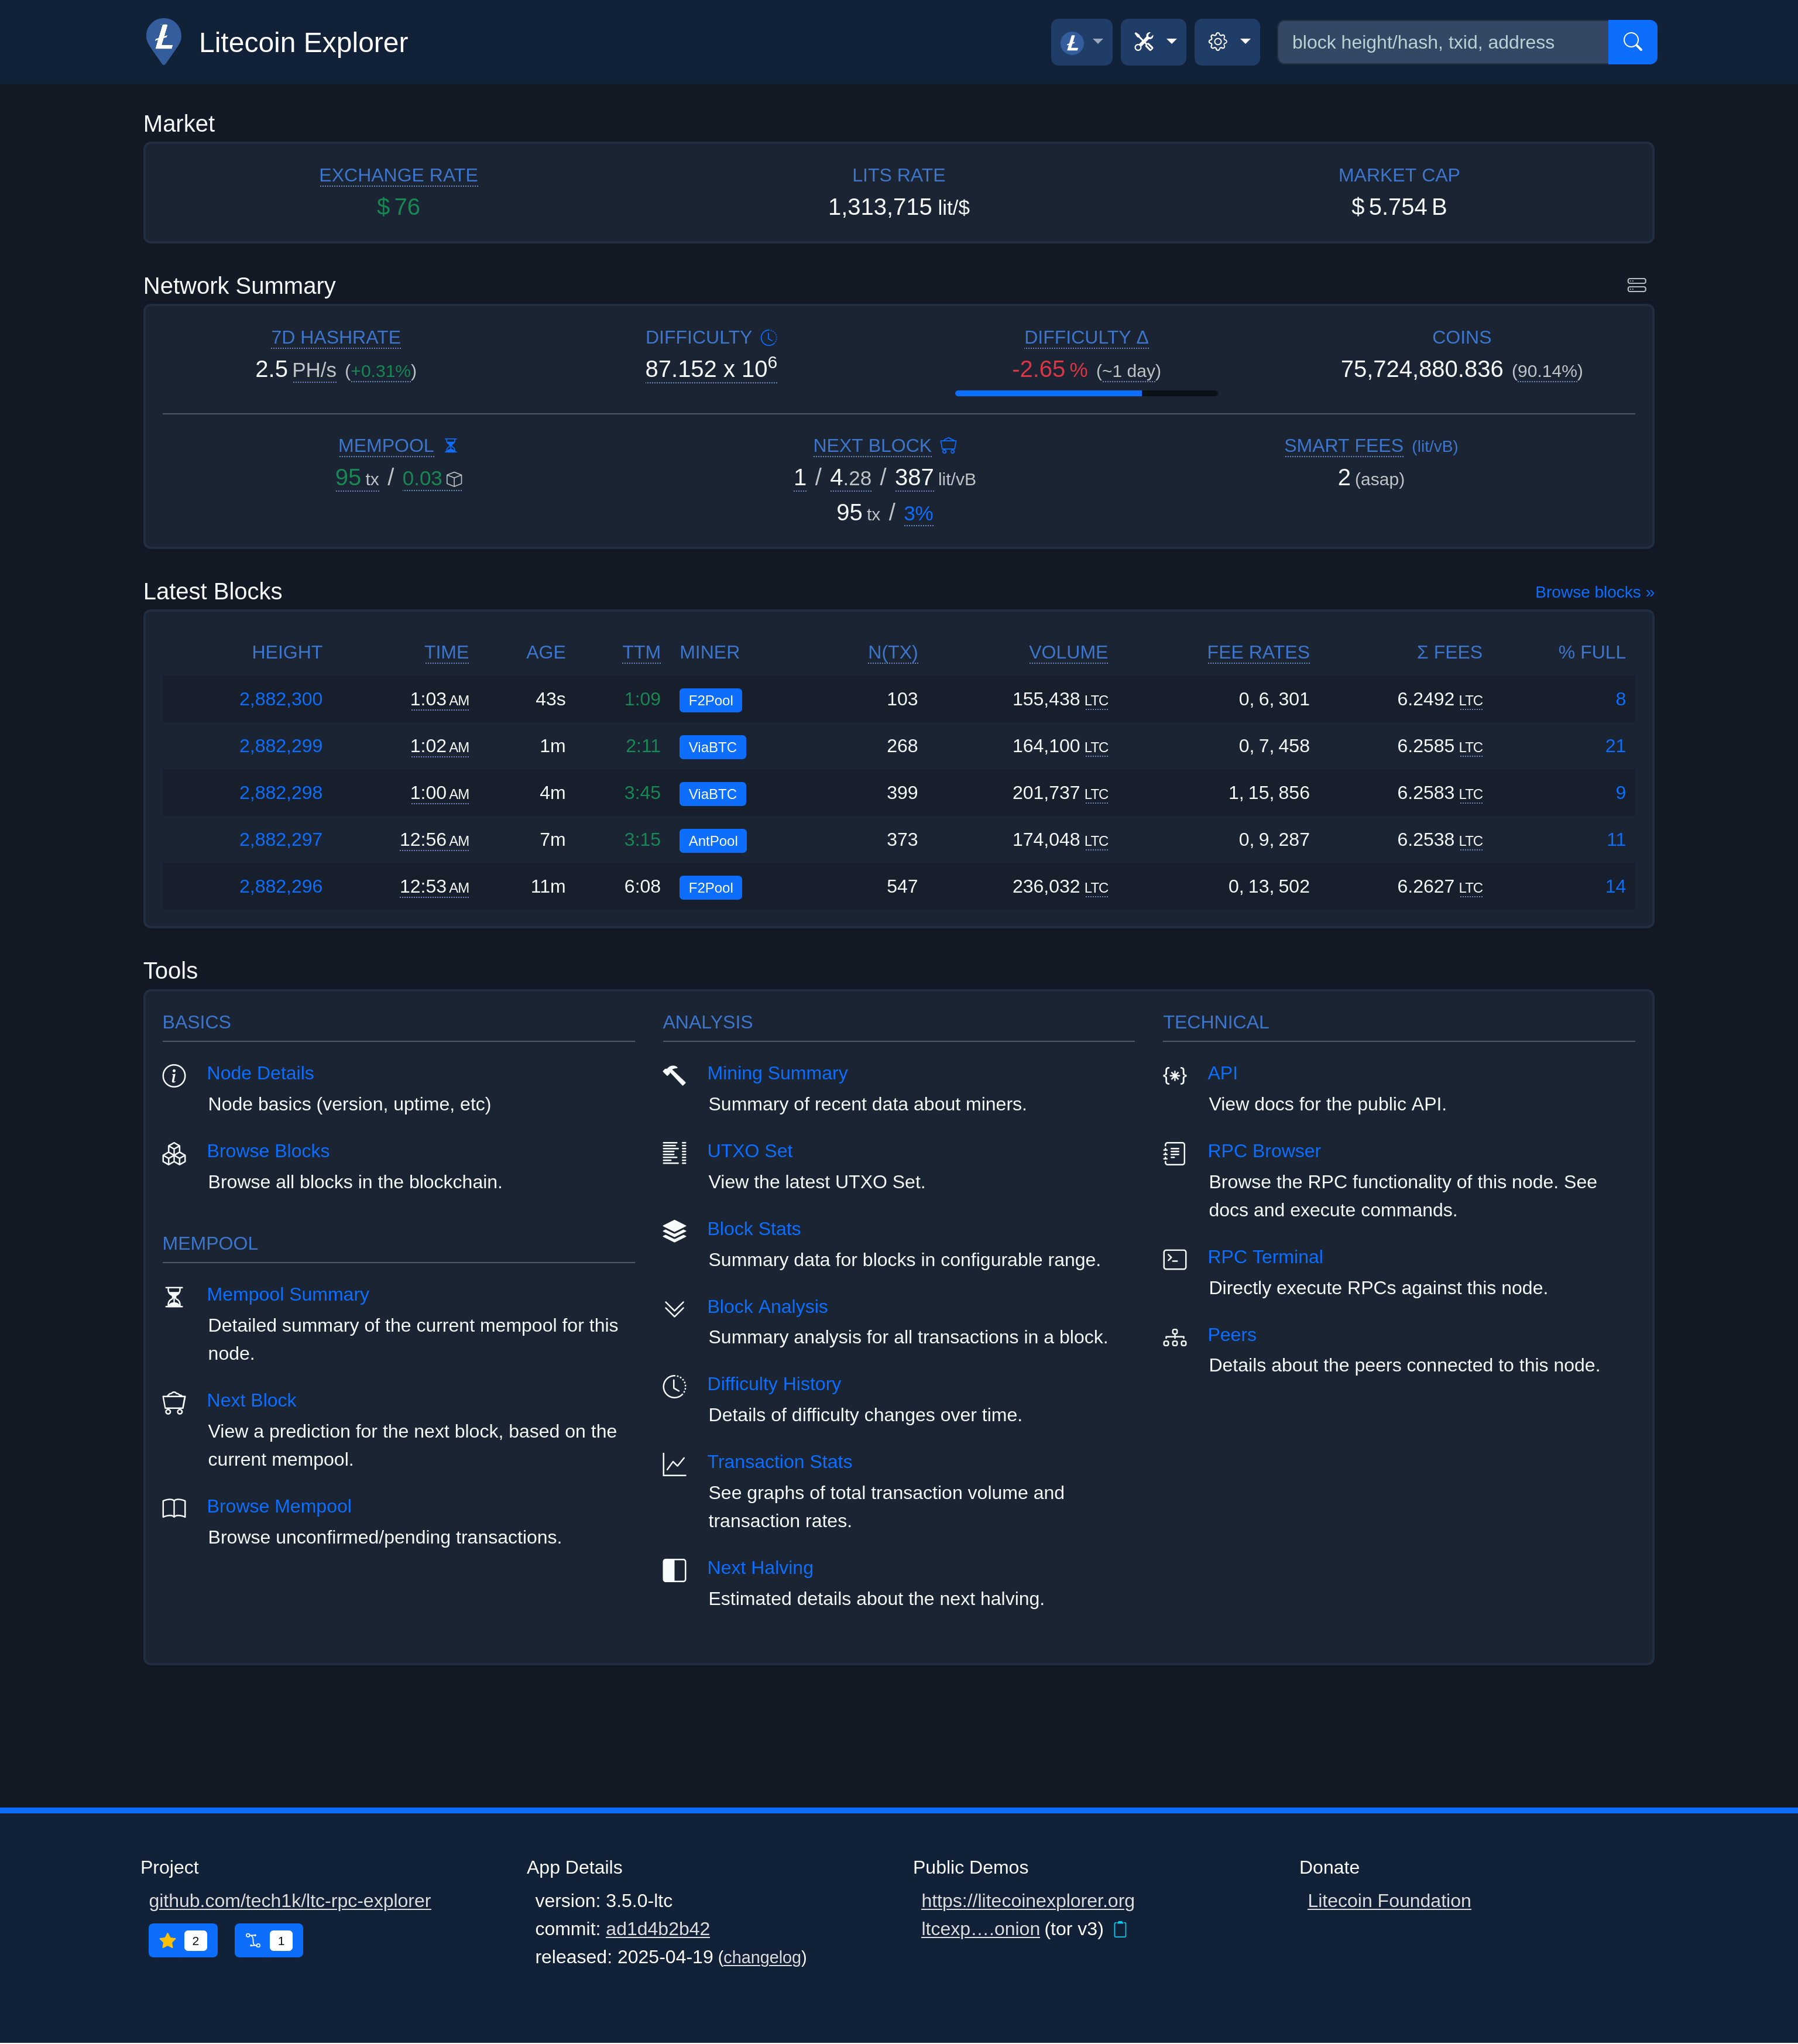 Litecoin Explorer
block height/hash, txid, address
Market
EXCHANGE RATE LITS RATE MARKET CAP
$ 76 1,313,715 lit/$ $ 5.754 B
Network Summary
7D HASHRATE DIFFICULTY DIFFICULTY Δ COINS
2.5 PH/s (+0.31%) 87.152 x 10⁶ -2.65 % (~1 day) 75,724,880.836 (90.14%)
MEMPOOL NEXT BLOCK SMART FEES (lit/vB)
95 tx / 0.03 1 / 4.28 / 387 lit/vB 2 (asap)
95 tx / 3%
Latest Blocks Browse blocks »
HEIGHT TIME AGE TTM MINER N(TX) VOLUME FEE RATES Σ FEES % FULL
2,882,300 1:03 AM 43s 1:09 F2Pool 103 155,438 LTC 0, 6, 301 6.2492 LTC 8
2,882,299 1:02 AM 1m 2:11 ViaBTC 268 164,100 LTC 0, 7, 458 6.2585 LTC 21
2,882,298 1:00 AM 4m 3:45 ViaBTC 399 201,737 LTC 1, 15, 856 6.2583 LTC 9
2,882,297 12:56 AM 7m 3:15 AntPool 373 174,048 LTC 0, 9, 287 6.2538 LTC 11
2,882,296 12:53 AM 11m 6:08 F2Pool 547 236,032 LTC 0, 13, 502 6.2627 LTC 14
Tools
BASICS
Node Details
Node basics (version, uptime, etc)
Browse Blocks
Browse all blocks in the blockchain.
MEMPOOL
Mempool Summary
Detailed summary of the current mempool for this
node.
Next Block
View a prediction for the next block, based on the
current mempool.
Browse Mempool
Browse unconfirmed/pending transactions.
ANALYSIS
Mining Summary
Summary of recent data about miners.
UTXO Set
View the latest UTXO Set.
Block Stats
Summary data for blocks in configurable range.
Block Analysis
Summary analysis for all transactions in a block.
Difficulty History
Details of difficulty changes over time.
Transaction Stats
See graphs of total transaction volume and
transaction rates.
Next Halving
Estimated details about the next halving.
TECHNICAL
API
View docs for the public API.
RPC Browser
Browse the RPC functionality of this node. See
docs and execute commands.
RPC Terminal
Directly execute RPCs against this node.
Peers
Details about the peers connected to this node.
Project
github.com/tech1k/ltc-rpc-explorer
2 1
App Details
version: 3.5.0-ltc
commit: ad1d4b2b42
released: 2025-04-19 (changelog)
Public Demos
https://litecoinexplorer.org
ltcexp….onion (tor v3)
Donate
Litecoin Foundation